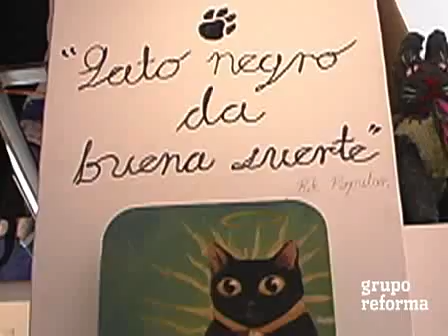 "Gato negro
da
buena suerte"
grupo
reforma